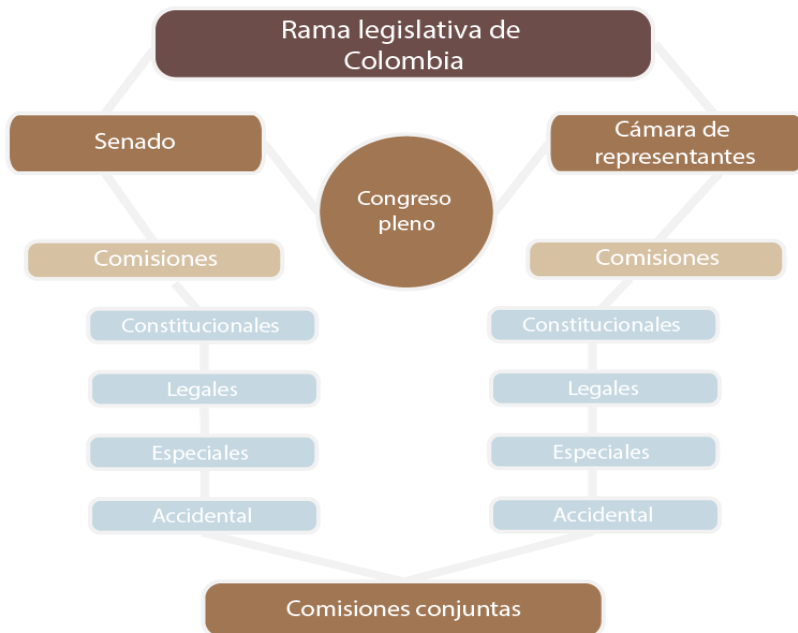 Rama legislativa de
Colombia
Senado
Cámara de
representantes
Congreso
pleno
Comisiones
Comisiones
Constitucionales
Constitucionales
Legales
Legales
Especiales
Especiales
Accidental
Accidental
Comisiones conjuntas